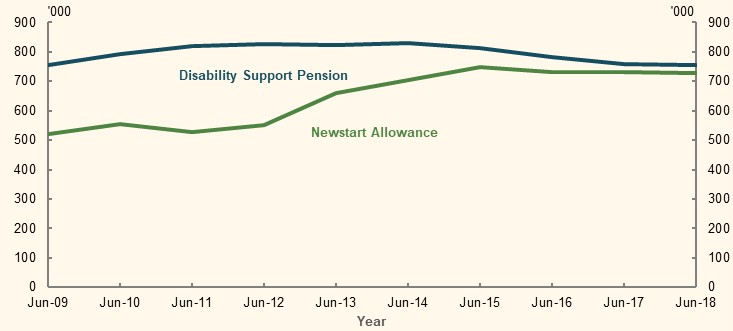 '000 '000
900 900
800 800
Disability Support Pension
700 700
600 600
Newstart Allowance
500 500
400 400
300 300
200 200
100 100
0 0
Jun-09 Jun-10 Jun-11 Jun-12 Jun-13 Jun-14 Jun-15 Jun-16 Jun-17 Jun-18
Year